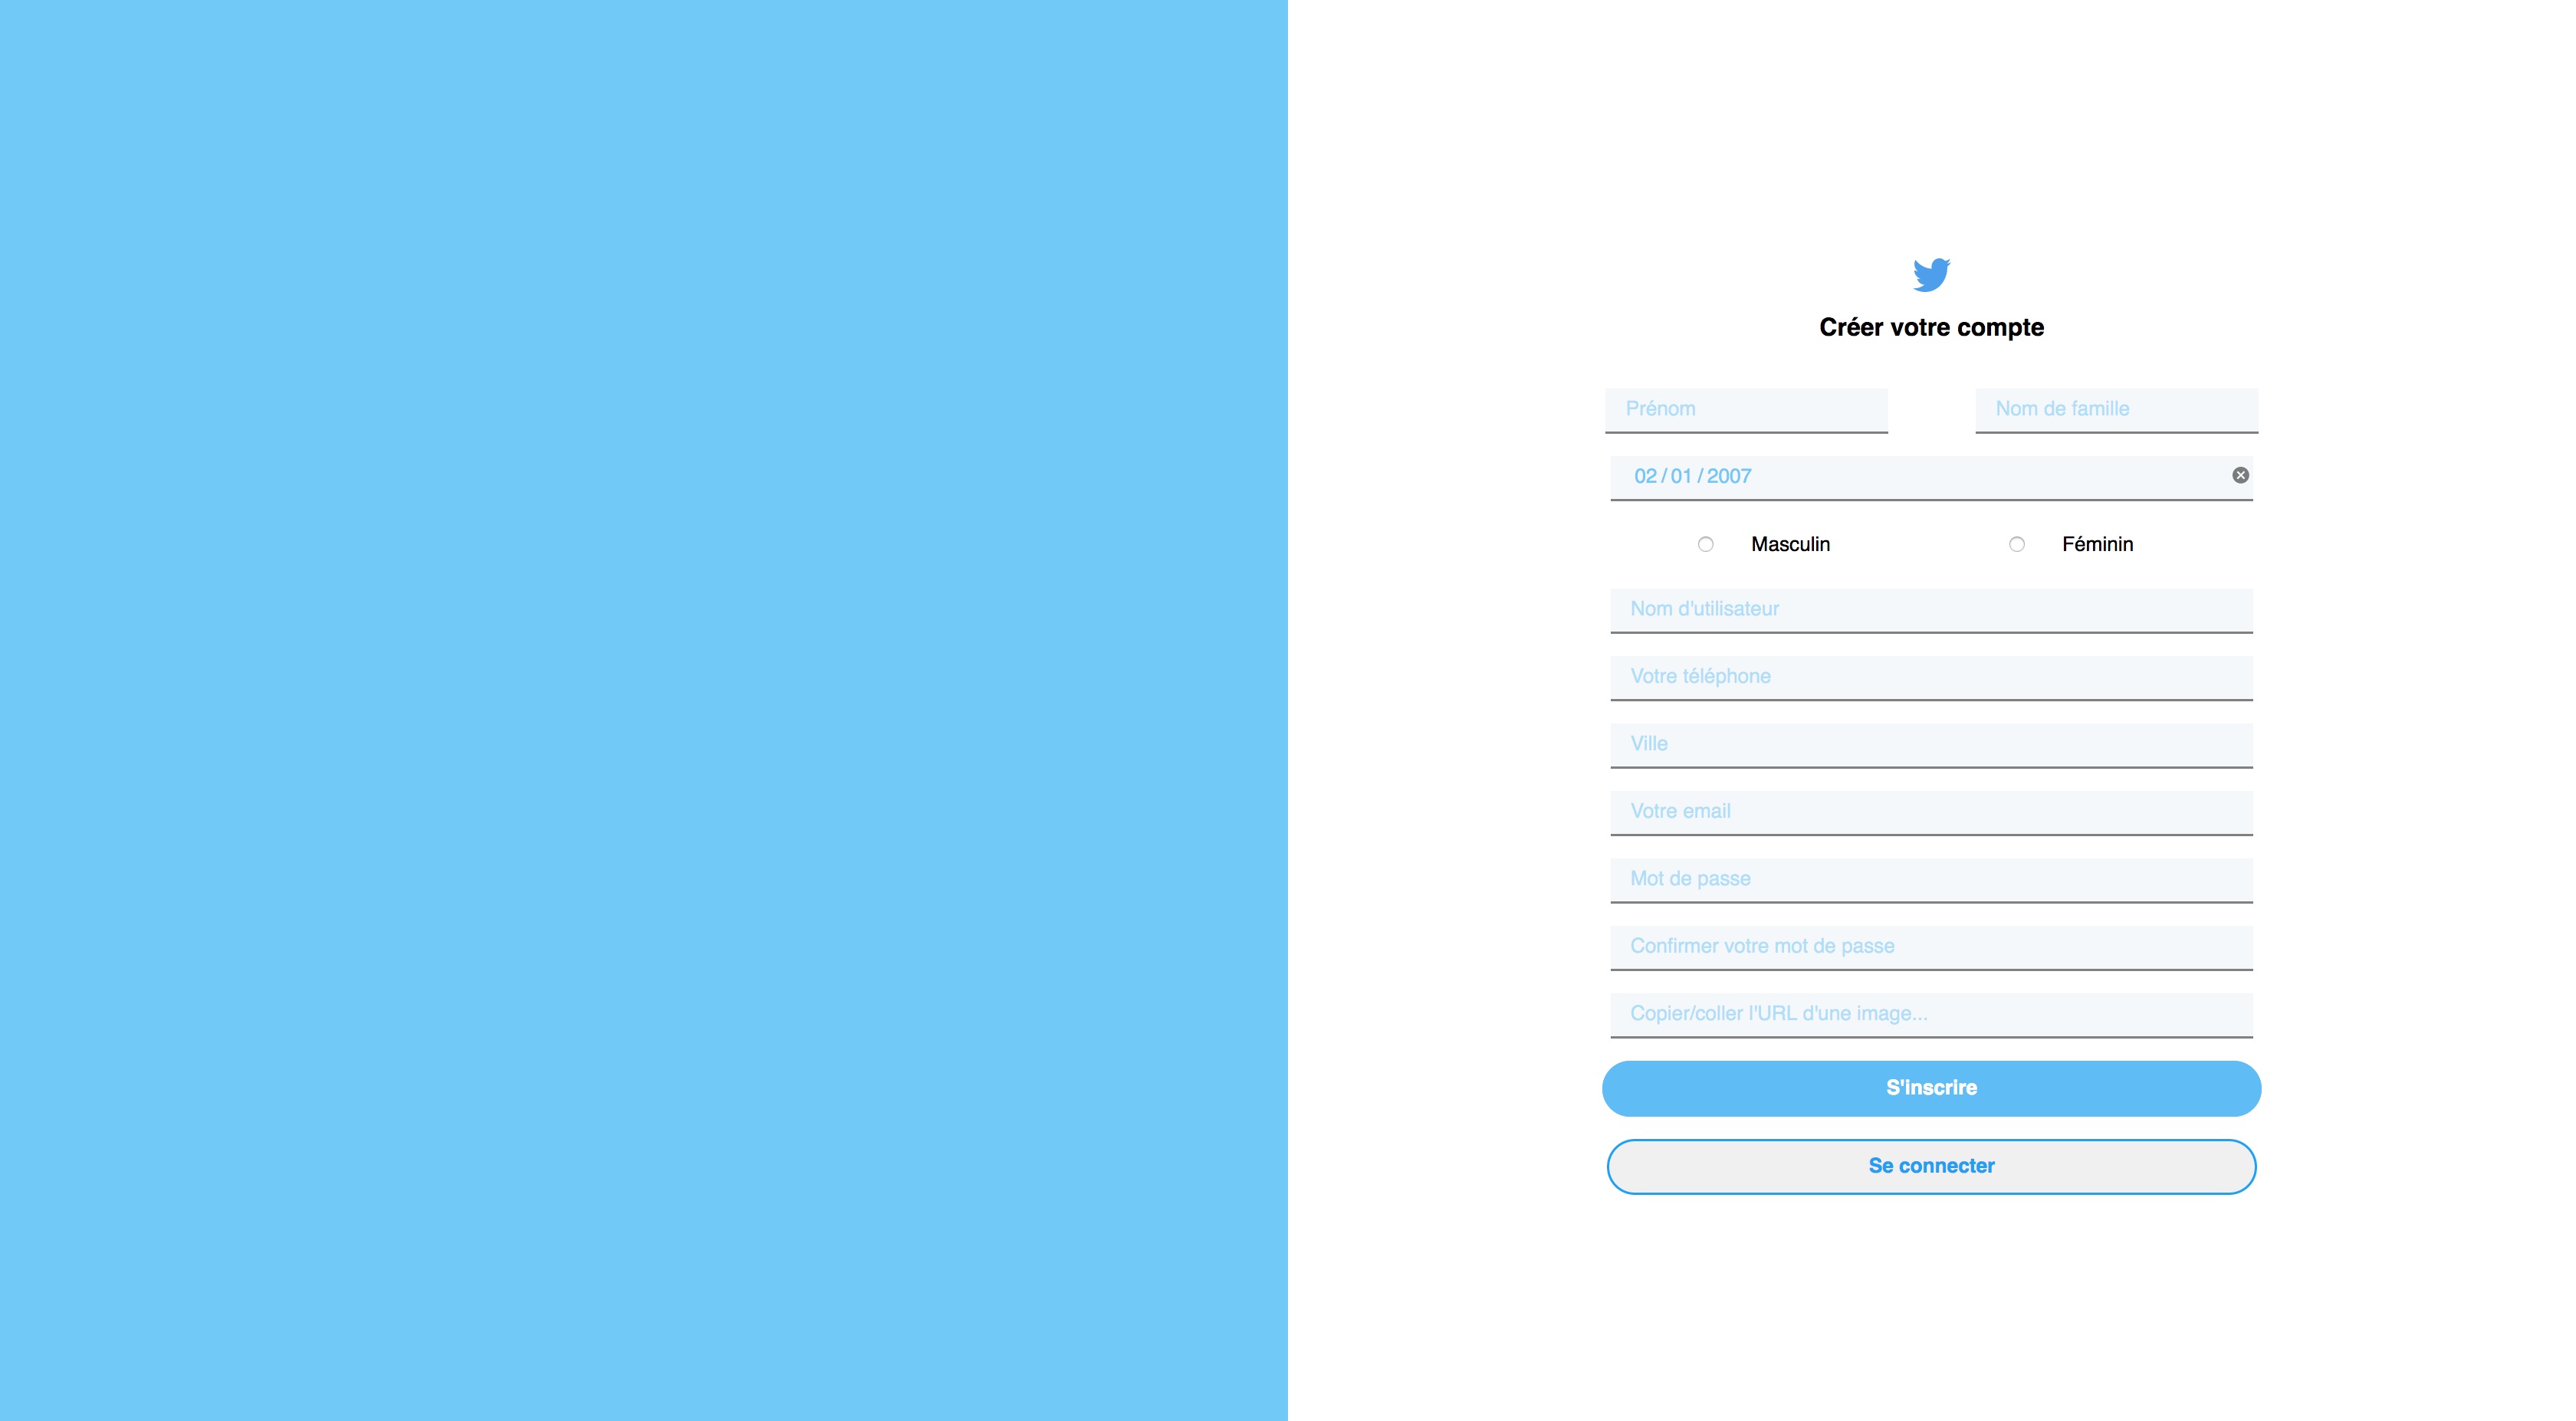 Créer votre compte
Prénom Nom de famille
02/01/2007
Masculin Féminin
Nom d'utilisateur
Votre téléphone
Ville
Votre email
Mot de passe
Confirmer votre mot de passe
Copier/coller l'URL d'une image...
S'inscrire
Se connecter